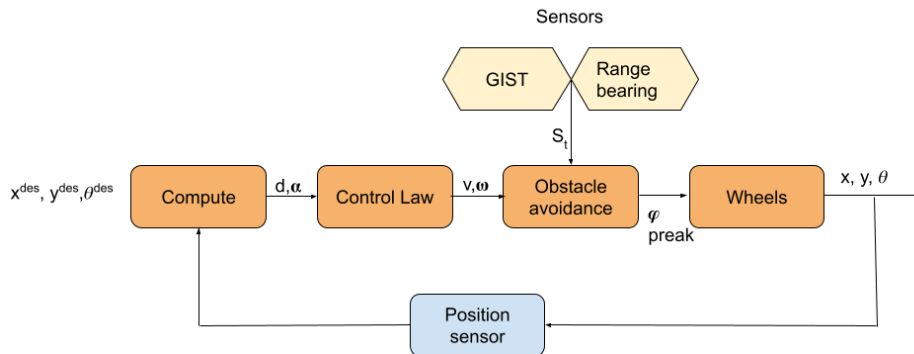 Sensors
GIST
Range
bearing
S_t
x^des, y^des, θ^des
Compute
d,α
Control Law
v,ω
Obstacle
avoidance
φ
preak
Wheels
x, y, θ
Position
sensor